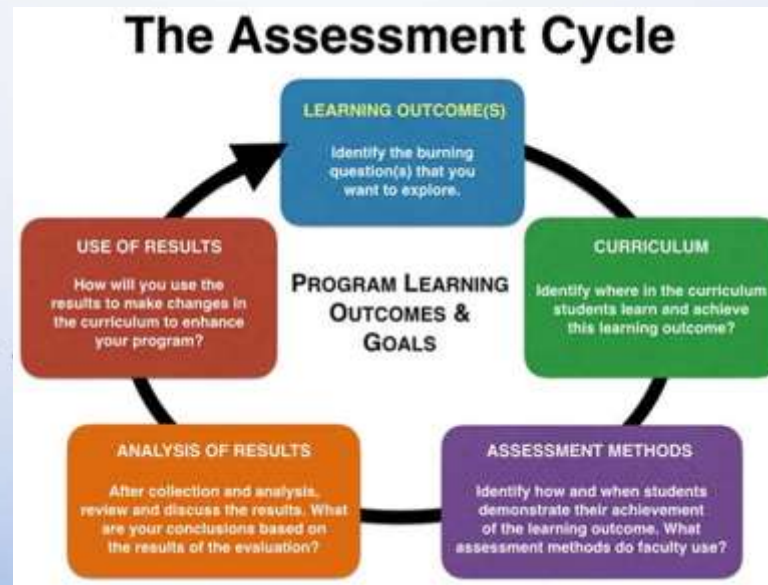 The Assessment Cycle
LEARNING OUTCOME(S)
Identify the burning
question(s) that you
want to explore.
CURRICULUM
Identify where in the curriculum
students learn and achieve
this learning outcome?
ASSESSMENT METHODS
Identify how and when students
demonstrate their achievement
of the learning outcome. What
assessment methods do faculty use?
ANALYSIS OF RESULTS
After collection and analysis,
review and discuss the results. What
are your conclusions based on
the results of the evaluation?
USE OF RESULTS
How will you use the
results to make changes in
the curriculum to enhance
your program?
PROGRAM LEARNING
OUTCOMES &
GOALS